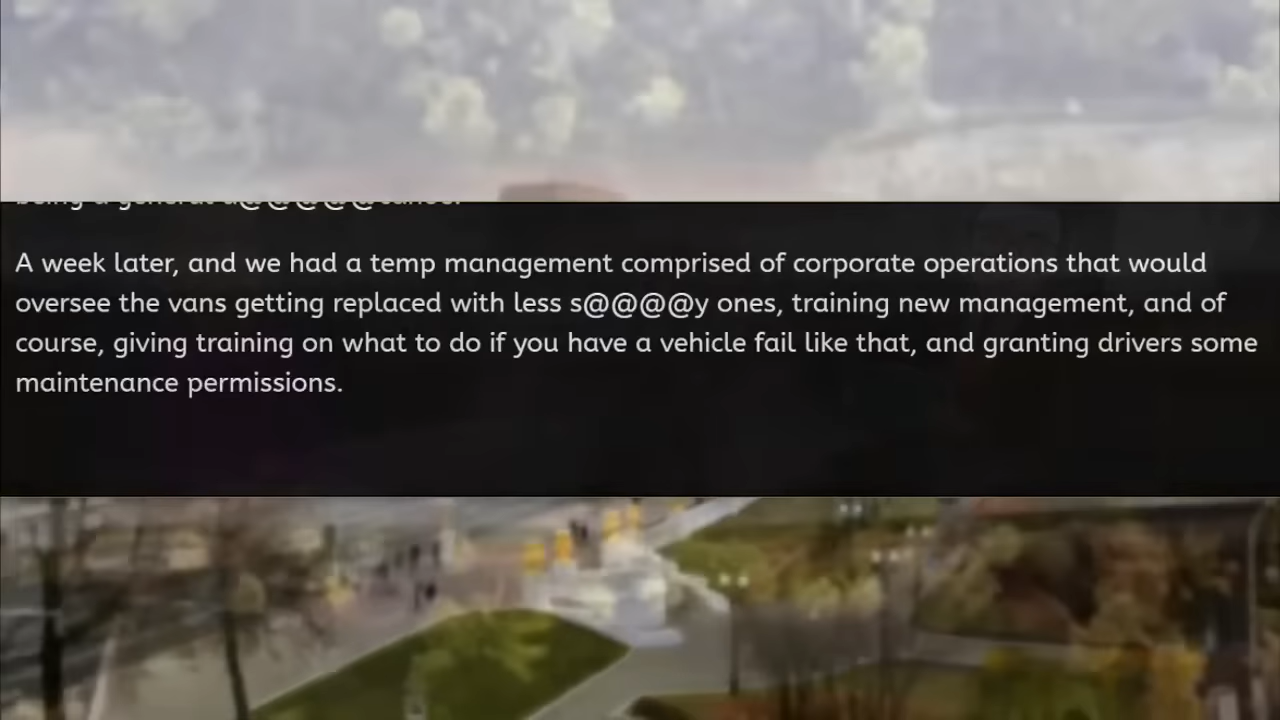 A week later, and we had a temp management comprised of corporate operations that would
oversee the vans getting replaced with less s@@@@y ones, training new management, and of
course, giving training on what to do if you have a vehicle fail like that, and granting drivers some
maintenance permissions.